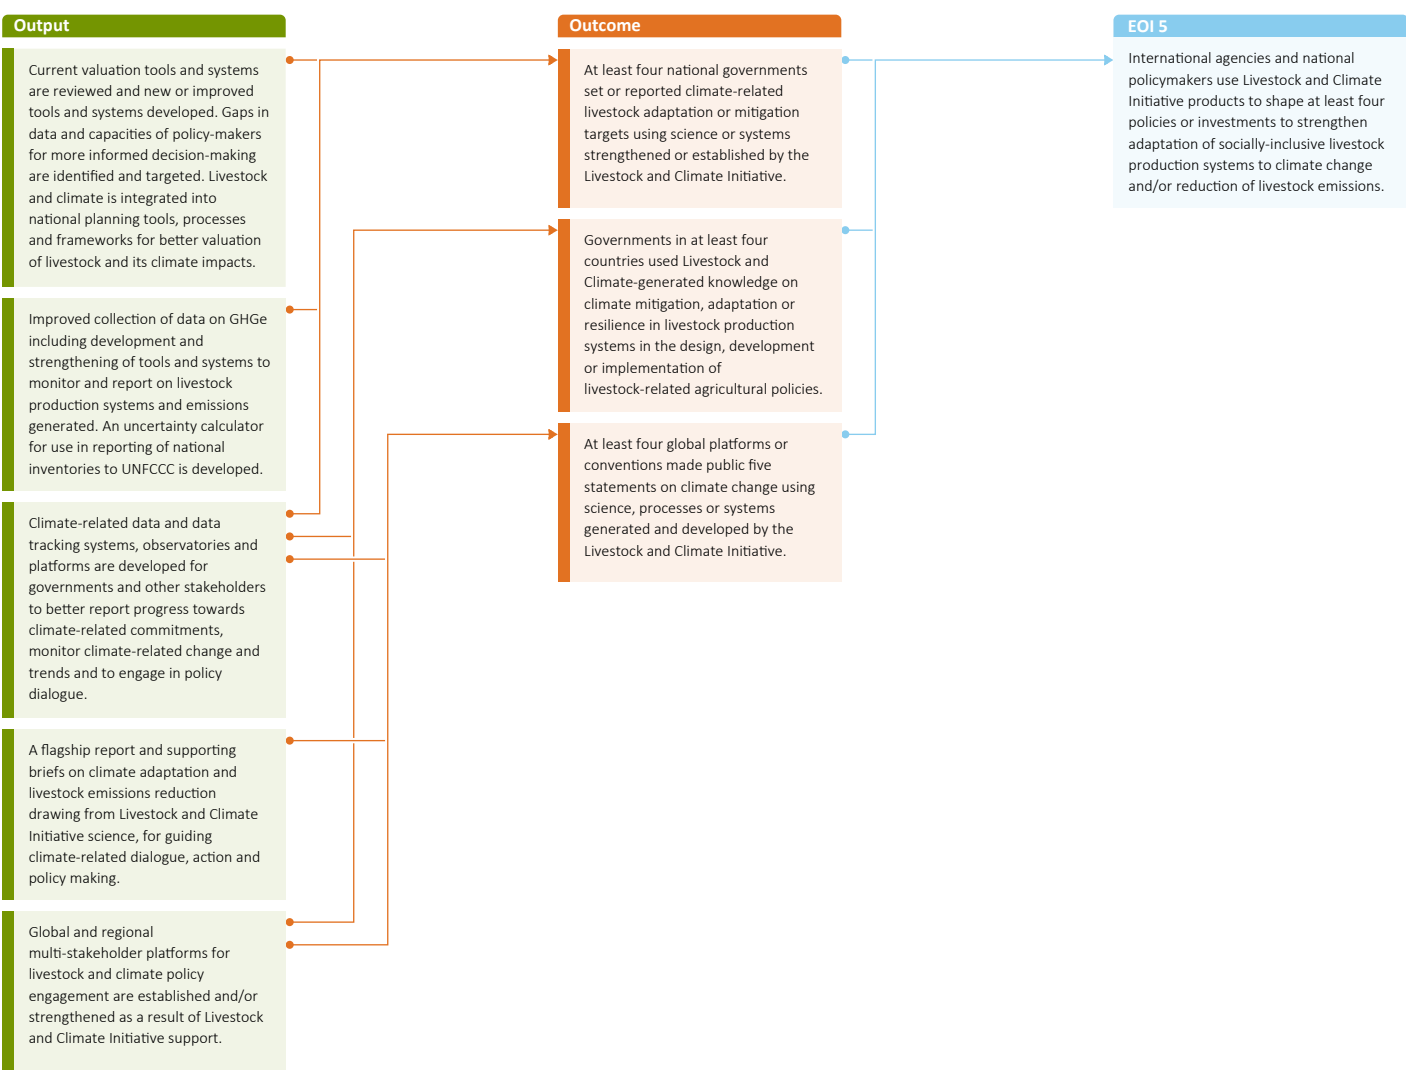 Output
Current valuation tools and systems
are reviewed and new or improved
tools and systems developed. Gaps in
data and capacities of policy-makers
for more informed decision-making
are identified and targeted. Livestock
and climate is integrated into
national planning tools, processes
and frameworks for better valuation
of livestock and its climate impacts.
Improved collection of data on GHGe
including development and
strengthening of tools and systems to
monitor and report on livestock
production systems and emissions
generated. An uncertainty calculator
for use in reporting of national
inventories to UNFCCC is developed.
Climate-related data and data
tracking systems, observatories and
platforms are developed for
governments and other stakeholders
to better report progress towards
climate-related commitments,
monitor climate-related change and
trends and to engage in policy
dialogue.
A flagship report and supporting
briefs on climate adaptation and
livestock emissions reduction
drawing from Livestock and Climate
Initiative science, for guiding
climate-related dialogue, action and
policy making.
Global and regional
multi-stakeholder platforms for
livestock and climate policy
engagement are established and/or
strengthened as a result of Livestock
and Climate Initiative support.
Outcome
At least four national governments
set or reported climate-related
livestock adaptation or mitigation
targets using science or systems
strengthened or established by the
Livestock and Climate Initiative.
Governments in at least four
countries used Livestock and
Climate-generated knowledge on
climate mitigation, adaptation or
resilience in livestock production
systems in the design, development
or implementation of
livestock-related agricultural policies.
At least four global platforms or
conventions made public five
statements on climate change using
science, processes or systems
generated and developed by the
Livestock and Climate Initiative.
EOI 5
International agencies and national
policymakers use Livestock and Climate
Initiative products to shape at least four
policies or investments to strengthen
adaptation of socially-inclusive livestock
production systems to climate change
and/or reduction of livestock emissions.